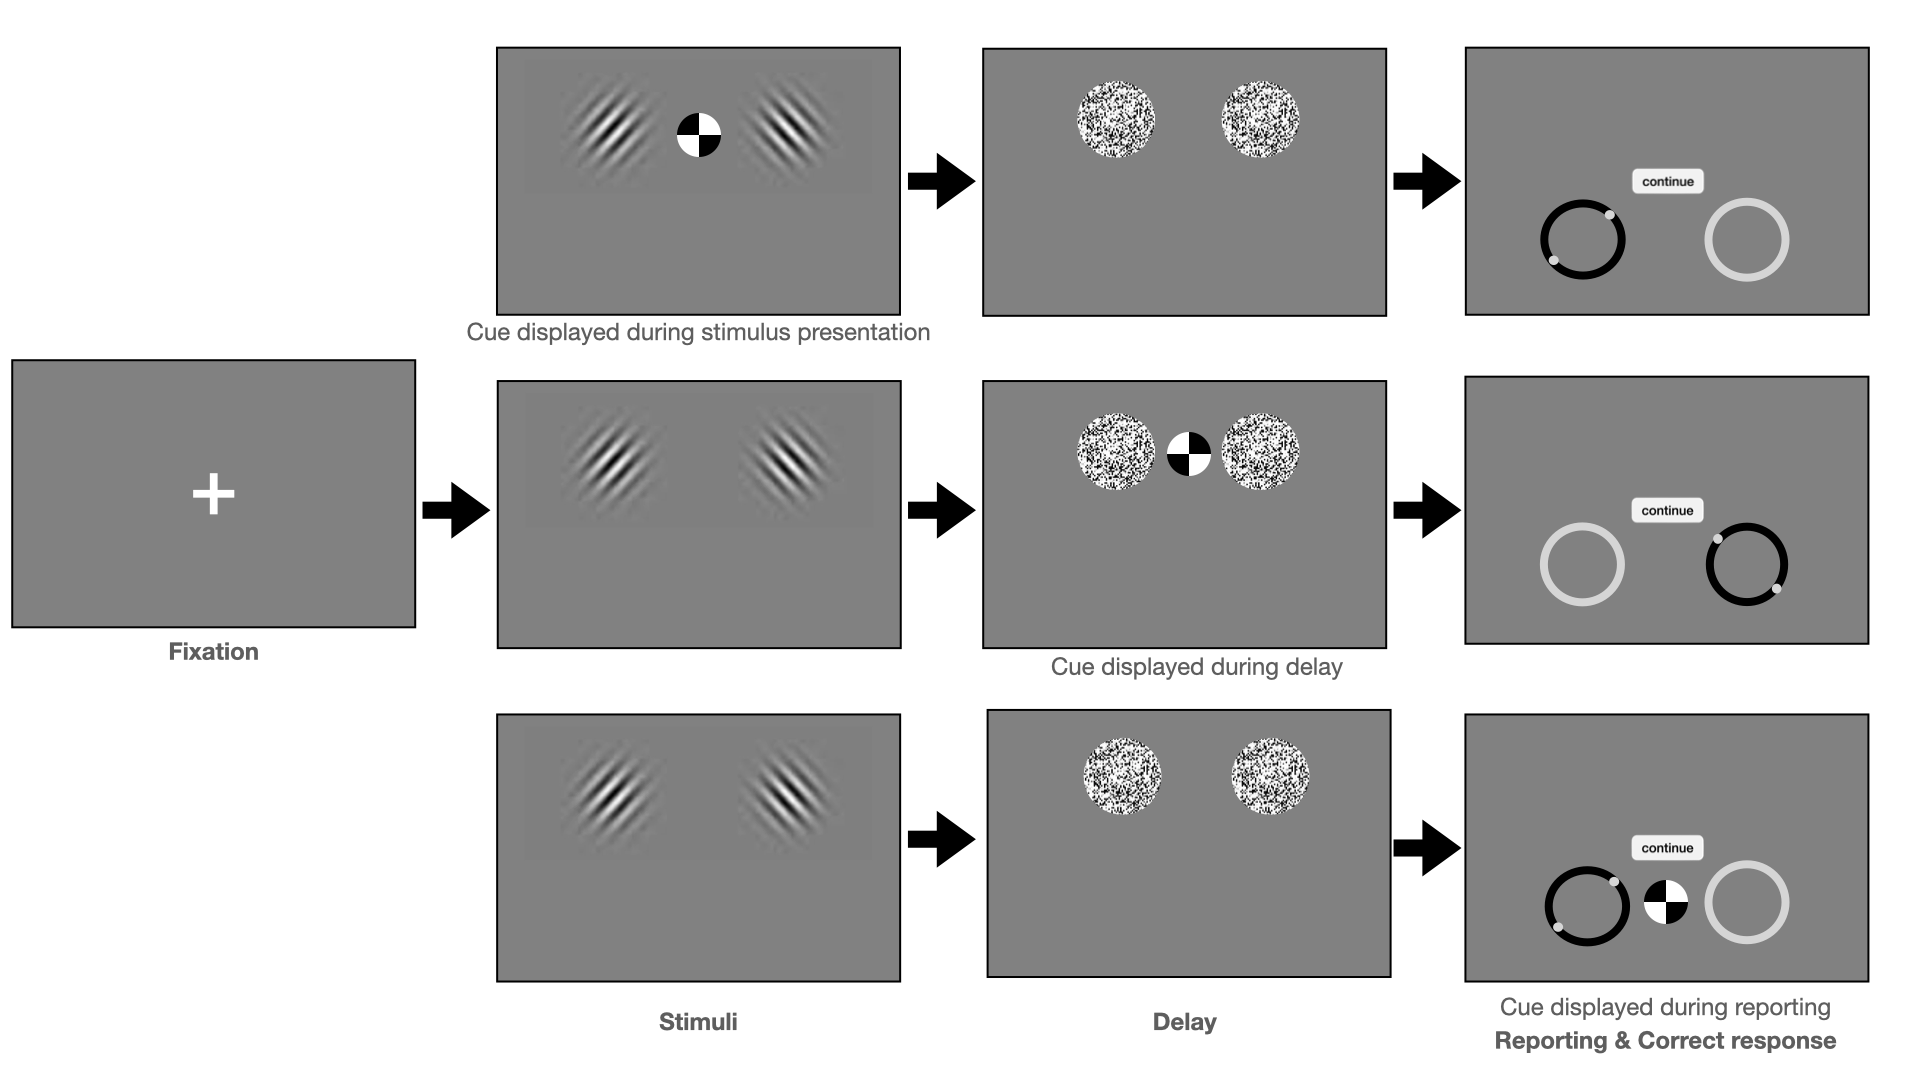 continue
Cue displayed during stimulus presentation
continue
Fixation
Cue displayed during delay
continue
Stimuli
Delay
Cue displayed during reporting
Reporting & Correct response